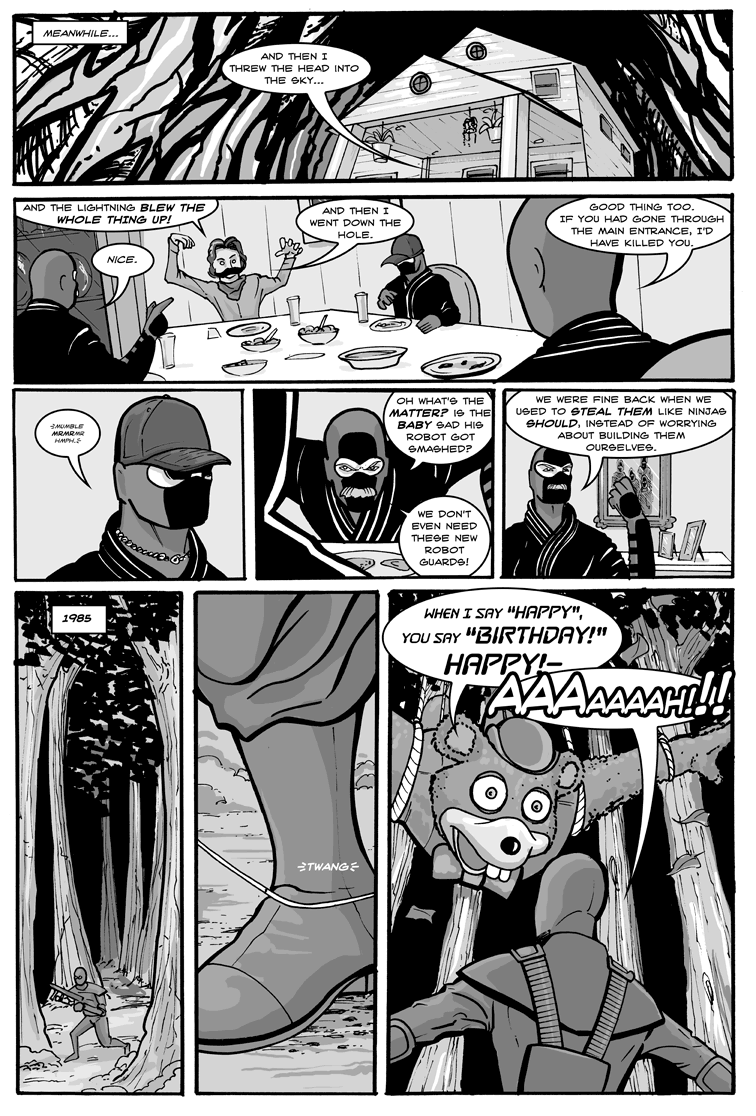 MEANWHILE...
AND THEN I
THREW THE HEAD INTO
THE SKY...
AND THE LIGHTNING BLEW THE
WHOLE THING UP!
NICE.
AND THEN I
WENT DOWN THE
HOLE.
GOOD THING TOO.
IF YOU HAD GONE THROUGH
THE MAIN ENTRANCE, I'D
HAVE KILLED YOU.
MUMBLE
MRMRMR
HMPH.
OH WHAT'S THE
MATTER? IS THE
BABY SAD HIS
ROBOT GOT
SMASHED?
WE DON'T
EVEN NEED
THESE NEW
ROBOT
GUARDS!
WE WERE FINE BACK WHEN WE
USED TO STEAL THEM LIKE NINJAS
SHOULD, INSTEAD OF WORRYING
ABOUT BUILDING THEM
OURSELVES.
1985
TWANG
WHEN I SAY "HAPPY",
YOU SAY "BIRTHDAY!"
HAPPY!-
AAAAAAAAH!!!!